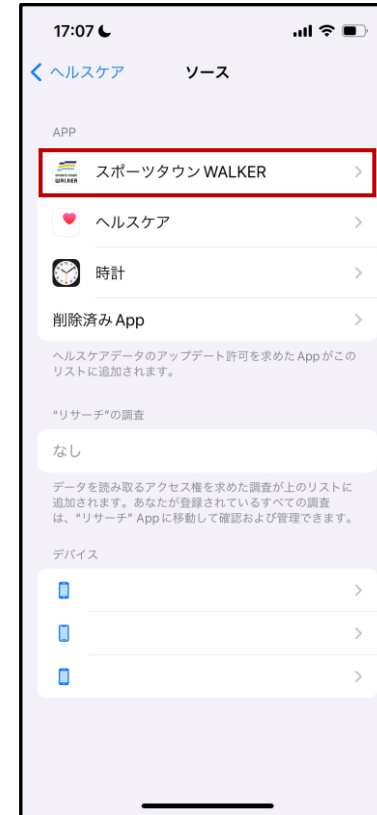 17:07
ヘルスケア
ソース
APP
スポーツタウン WALKER
ヘルスケア
時計
削除済み App
ヘルスケアデータのアップデート許可を求めた App がこの
リストに追加されます。
“リサーチ”の調査
なし
データを読み取るアクセス権を求めた調査が上のリストに
追加されます。あなたが登録されているすべての調査
は、“リサーチ” App に移動して確認および管理できます。
デバイス